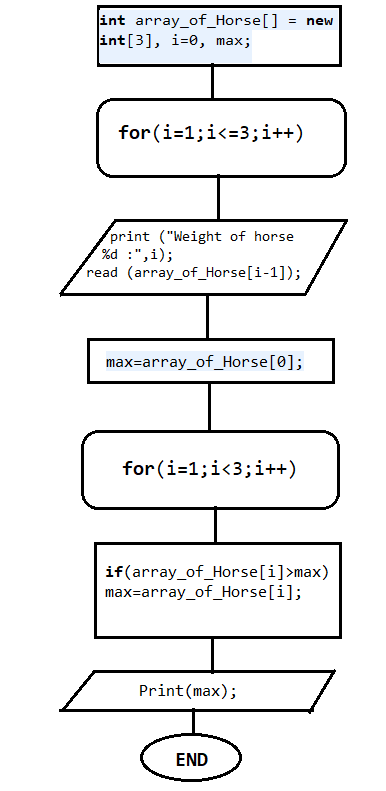 int array_of_Horse[] = new
int[3], i=0, max;
for(i=1;i<=3;i++)
print ("Weight of horse
%d :",i);
read (array_of_Horse[i-1]);
max=array_of_Horse[0];
for(i=1;i<3;i++)
if(array_of_Horse[i]>max)
max=array_of_Horse[i];
Print(max);
END